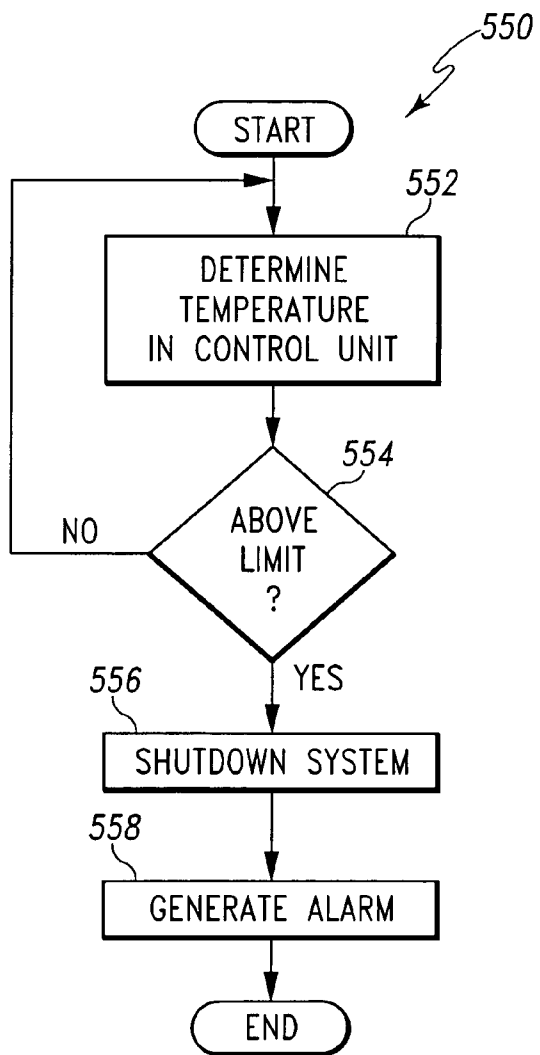 550
START
552
DETERMINE
TEMPERATURE
IN CONTROL UNIT
554
ABOVE
LIMIT
?
NO
YES
556
SHUTDOWN SYSTEM
558
GENERATE ALARM
END